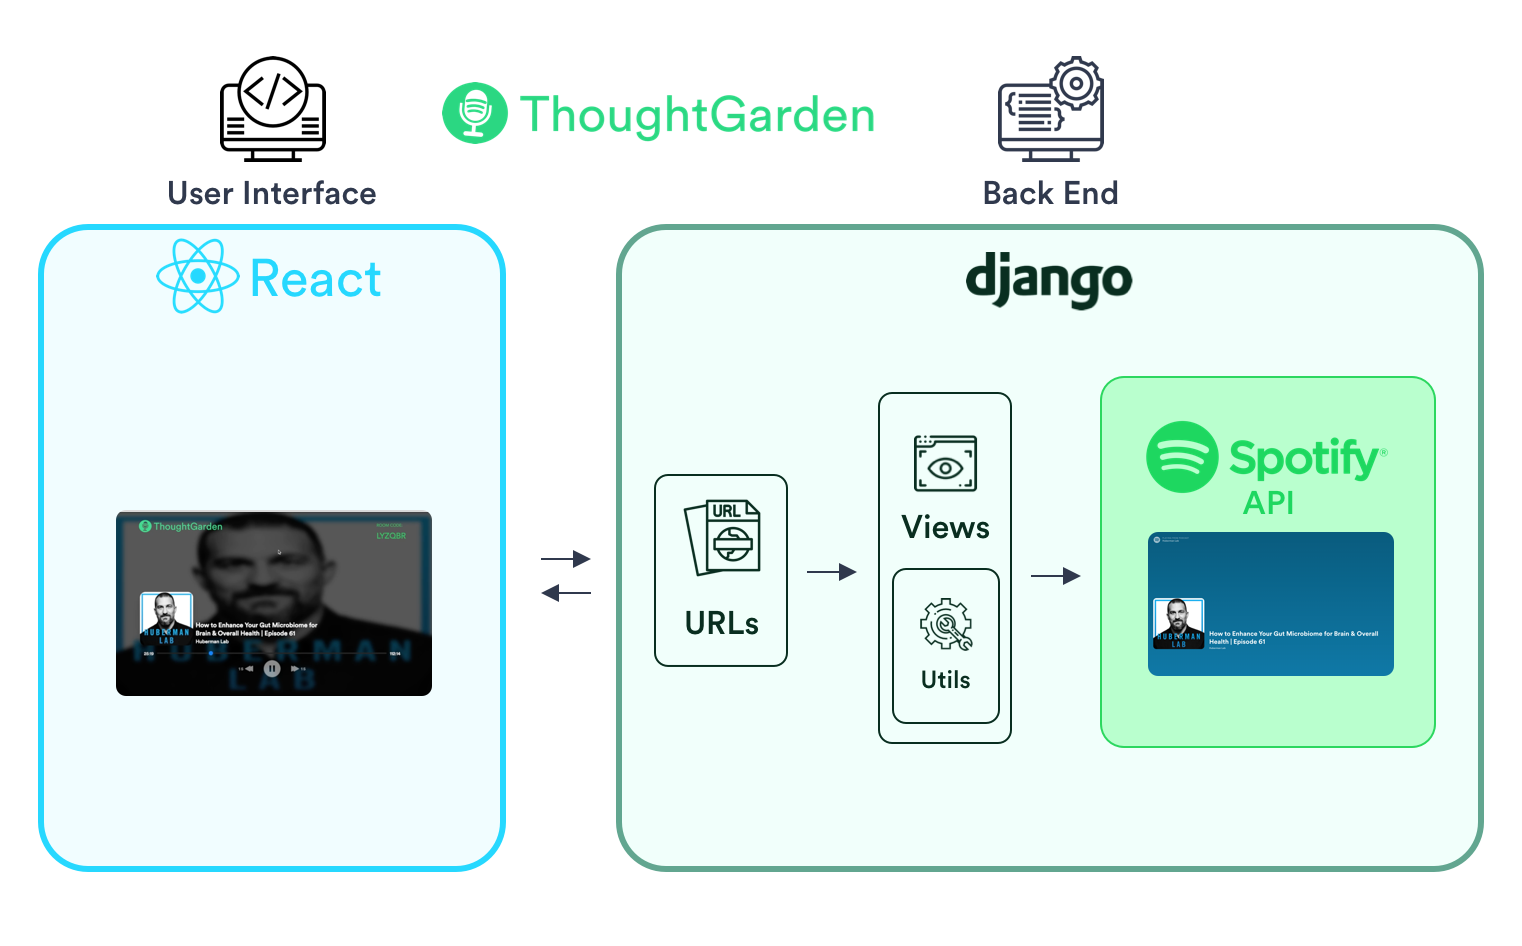 ThoughtGarden
User Interface
Back End
React
django
ThoughtGarden
LYZQBR
HUBERMAN
LAB
How to Enhance Your Gut Microbiome for
Brain & Overall Health | Episode 61
Huberman Lab
HUBERMAN
LAB
URL
URLs
Views
Utils
Spotify®
API
HUBERMAN
LAB
How to Enhance Your Gut Microbiome for Brain & Overall
Health | Episode 61
Huberman Lab